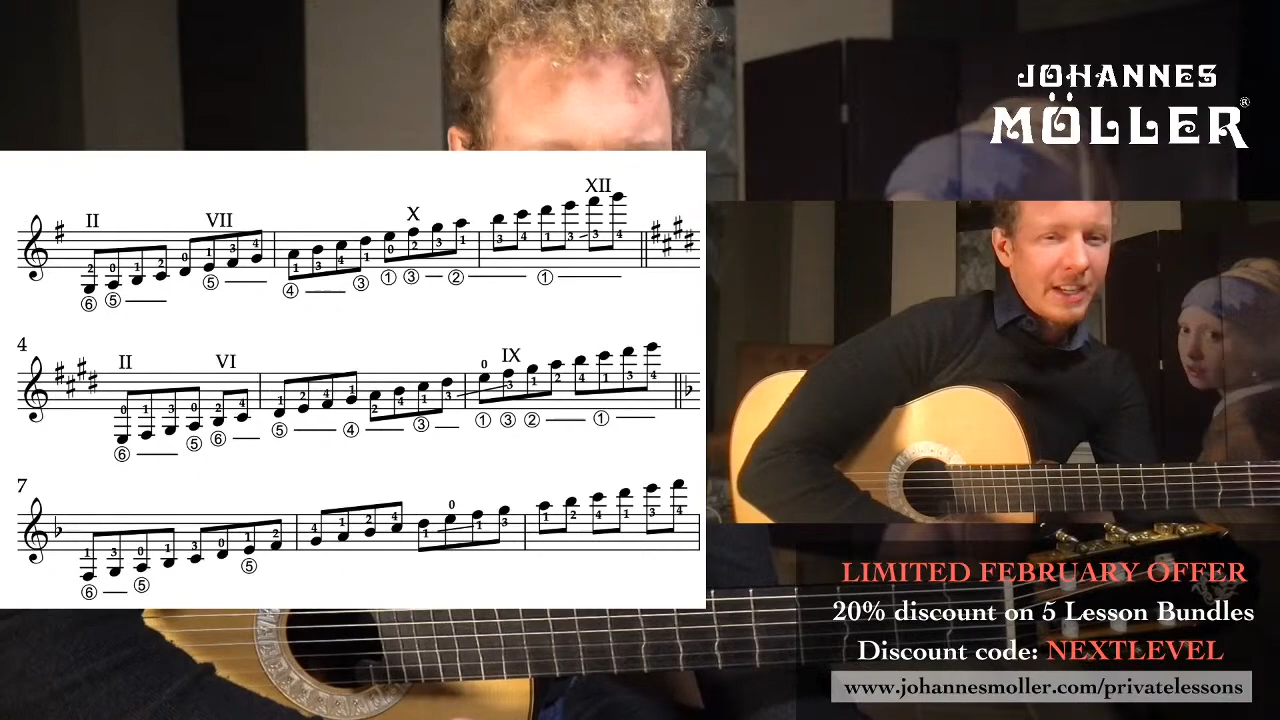 JOHANNES
MÖLLER®
XII
II VII X
4
II VI IX
7
LIMITED FEBRUARY OFFER
20% discount on 5 Lesson Bundles
Discount code: NEXTLEVEL
www.johannesmoller.com/privatelessons